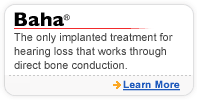 Baha®
The only implanted treatment for
hearing loss that works through
direct bone conduction.
Learn More